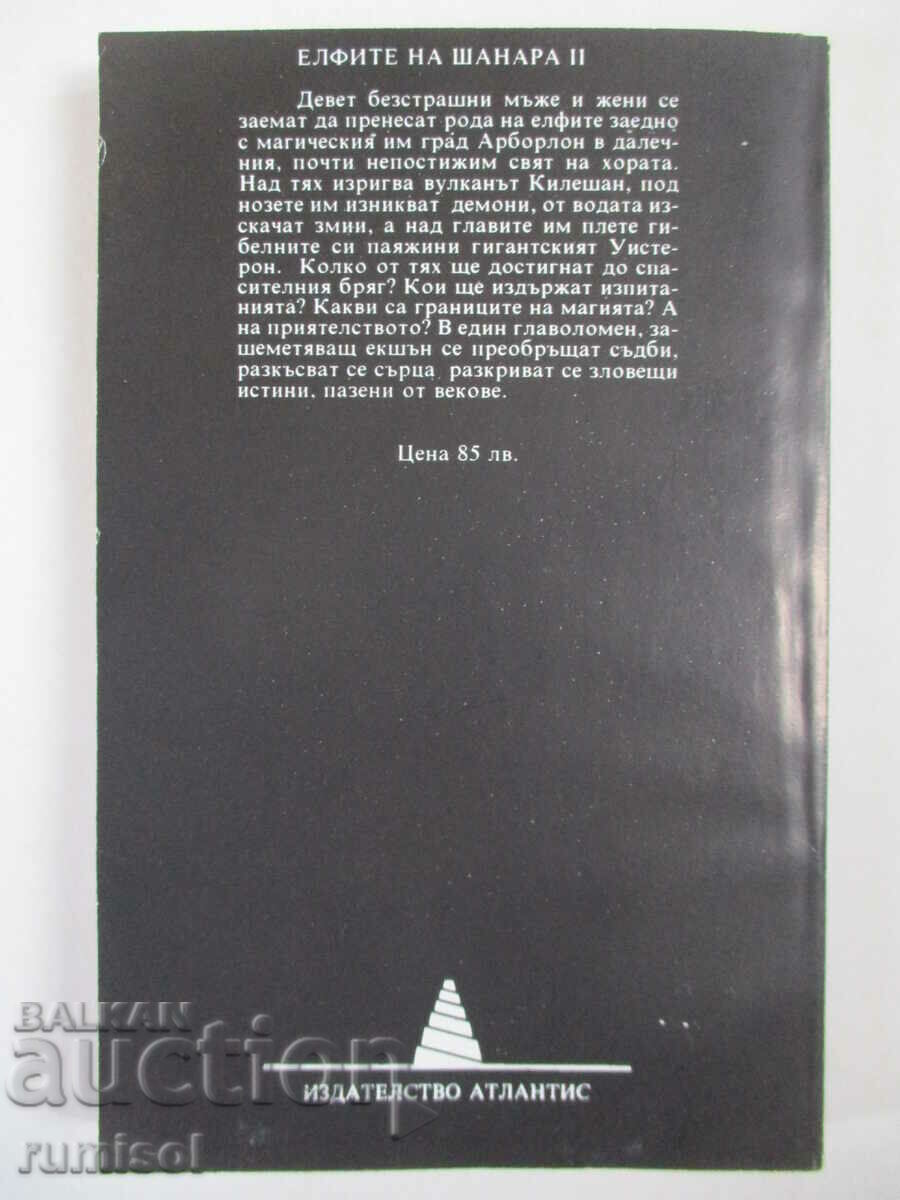 ЕЛФИТЕ НА ШАНАРА II
Девет безстрашни мъже и жени се
заемат да пренесат рода на елфите заедно
с магическия им град Арборлон в далеч-
ния, почти непостижим свят на хората.
Над тях изригва вулканът Килешан, под
нозете им изникват демони, от водата из-
скачат змии, а над главите им плете ги-
белните си паяжини гигантският Уисте-
рон. Колко от тях ще достигнат до спа-
сителния бряг? Кои ще издържат изпита-
нията? Какви са границите на магията? А
на приятелството? В един главоломен, за-
шеметяващ екшън се преобръщат съдби,
разкъсват се сърца, разкриват се зловещи
истини, пазени от векове.
Цена 85 лв.
ИЗДАТЕЛСТВО АТЛАНТИС
BALKAN
auction
rumisol